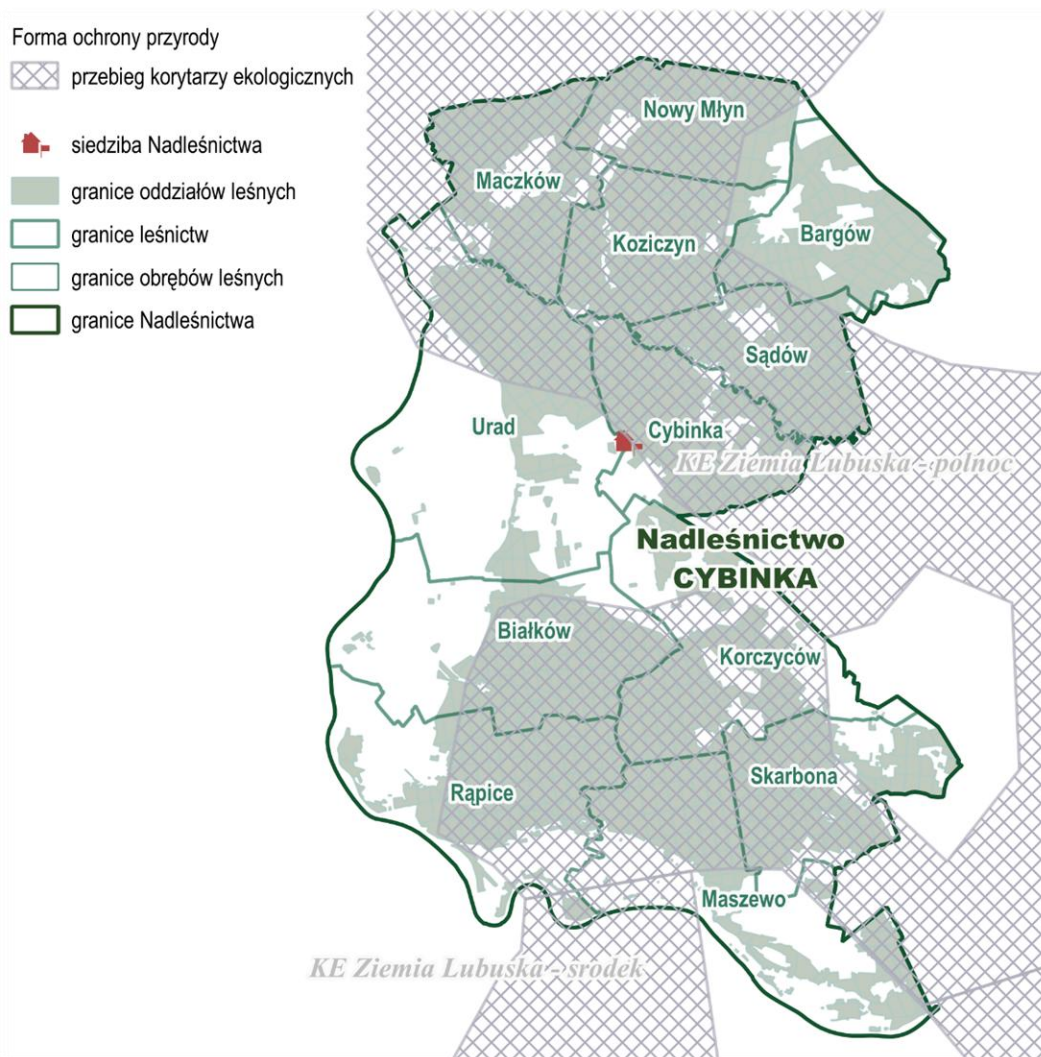 Forma ochrony przyrody
przebieg korytarzy ekologicznych
siedziba Nadleśnictwa
granice oddziałów leśnych
granice leśnictw
granice obrębów leśnych
granice Nadleśnictwa
Nowy Młyn
Maczków
Koziczyn
Bargów
Sądów
Urad
Cybinka
KE Ziemia Lubuska - polnoc
Nadleśnictwo
CYBINKA
Białków
Korczyców
Rąpice
Skarbona
Maszewo
KE Ziemia Lubuska - srodek